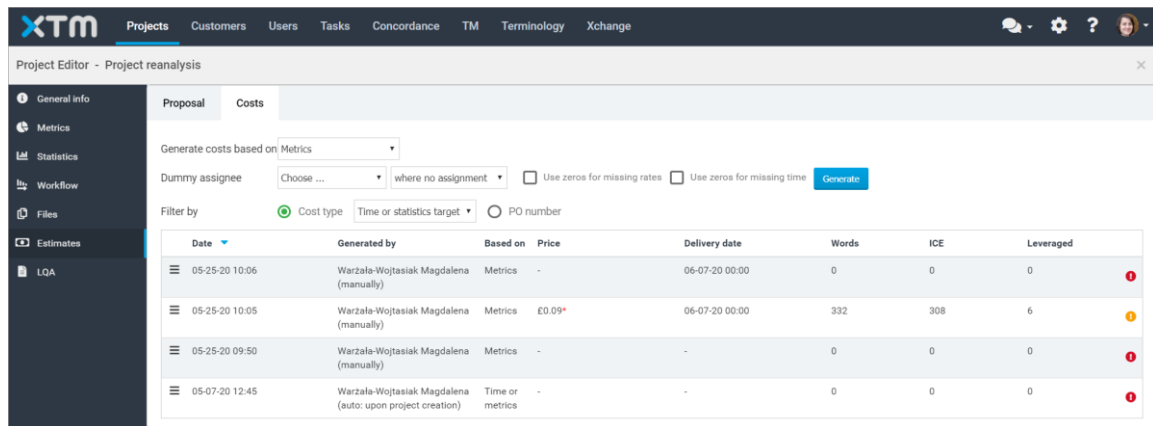 XTM Projects Customers Users Tasks Concordance TM Terminology Xchange ?
Project Editor - Project reanalysis
General info
Metrics
Statistics
Workflow
Files
Estimates
LQA
Proposal Costs
Generate costs based on Metrics
Dummy assignee Choose ... where no assignment Use zeros for missing rates Use zeros for missing time Generate
Filter by Cost type Time or statistics target PO number
Date Generated by Based on Price Delivery date Words ICE Leveraged
05-25-20 10:06 Warżała-Wojtasiak Magdalena Metrics - 06-07-20 00:00 0 0 0
(manually)
05-25-20 10:05 Warżała-Wojtasiak Magdalena Metrics £0.09* 06-07-20 00:00 332 308 6
(manually)
05-25-20 09:50 Warżała-Wojtasiak Magdalena Metrics - - 0 0 0
(manually)
05-07-20 12:45 Warżała-Wojtasiak Magdalena Time or - - 0 0 0
(auto: upon project creation) metrics